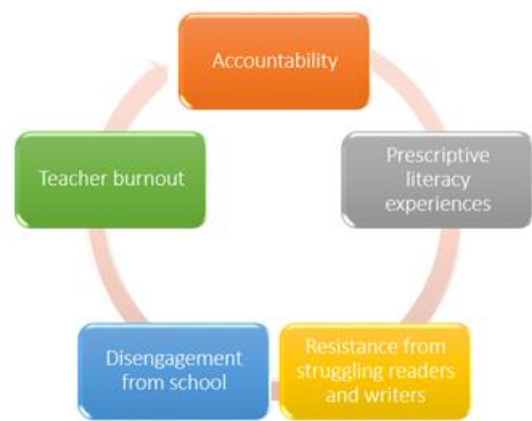 Accountability
Prescriptive
literacy
experiences
Resistance from
struggling readers
and writers
Disengagement
from school
Teacher burnout